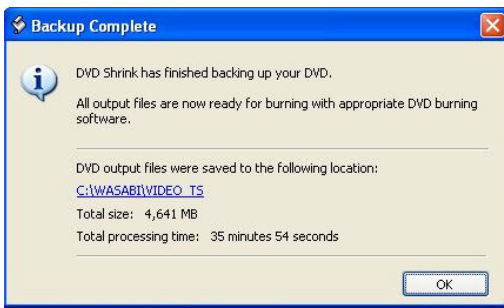 Backup Complete
DVD Shrink has finished backing up your DVD.
All output files are now ready for burning with appropriate DVD burning
software.
DVD output files were saved to the following location:
C:\WASABI\VIDEO_TS
Total size: 4,641 MB
Total processing time: 35 minutes 54 seconds
OK